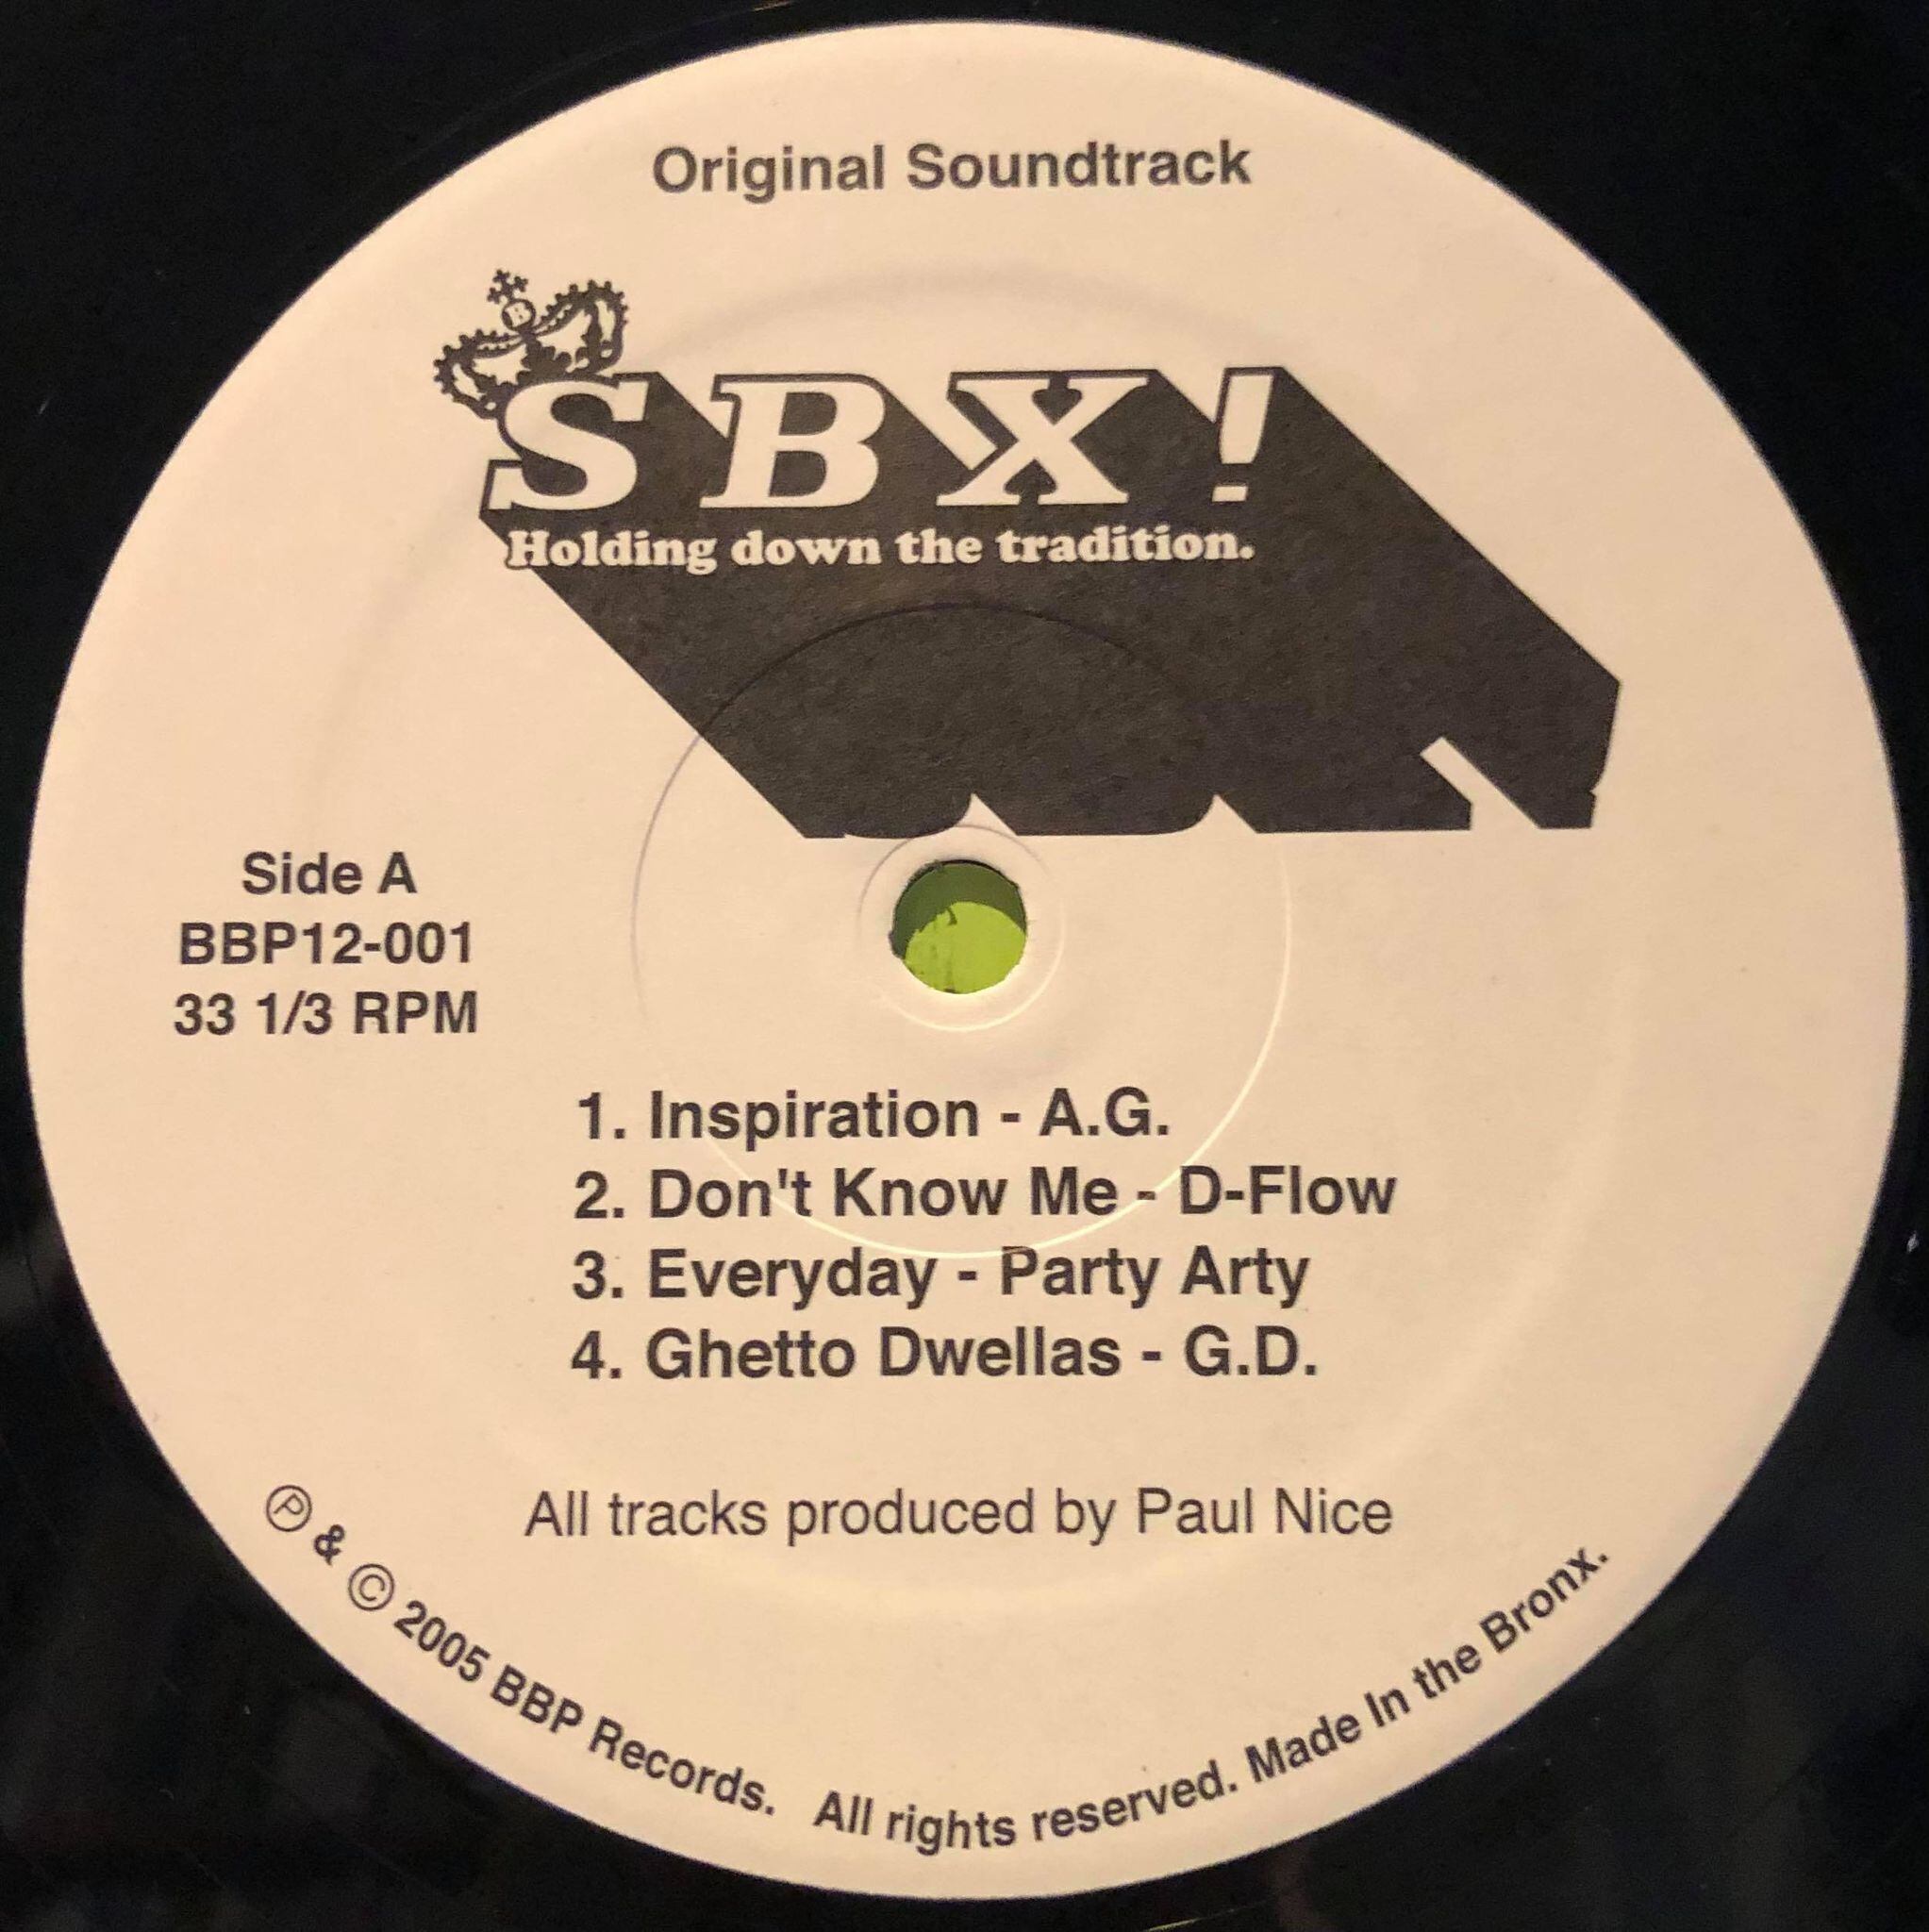 Original Soundtrack
SBX!
Holding down the tradition.
Side A
BBP12-001
33 1/3 RPM
1. Inspiration - A.G.
2. Don't Know Me - D-Flow
3. Everyday - Party Arty
4. Ghetto Dwellas - G.D.
All tracks produced by Paul Nice
℗ & © 2005 BBP Records. All rights reserved. Made In the Bronx.